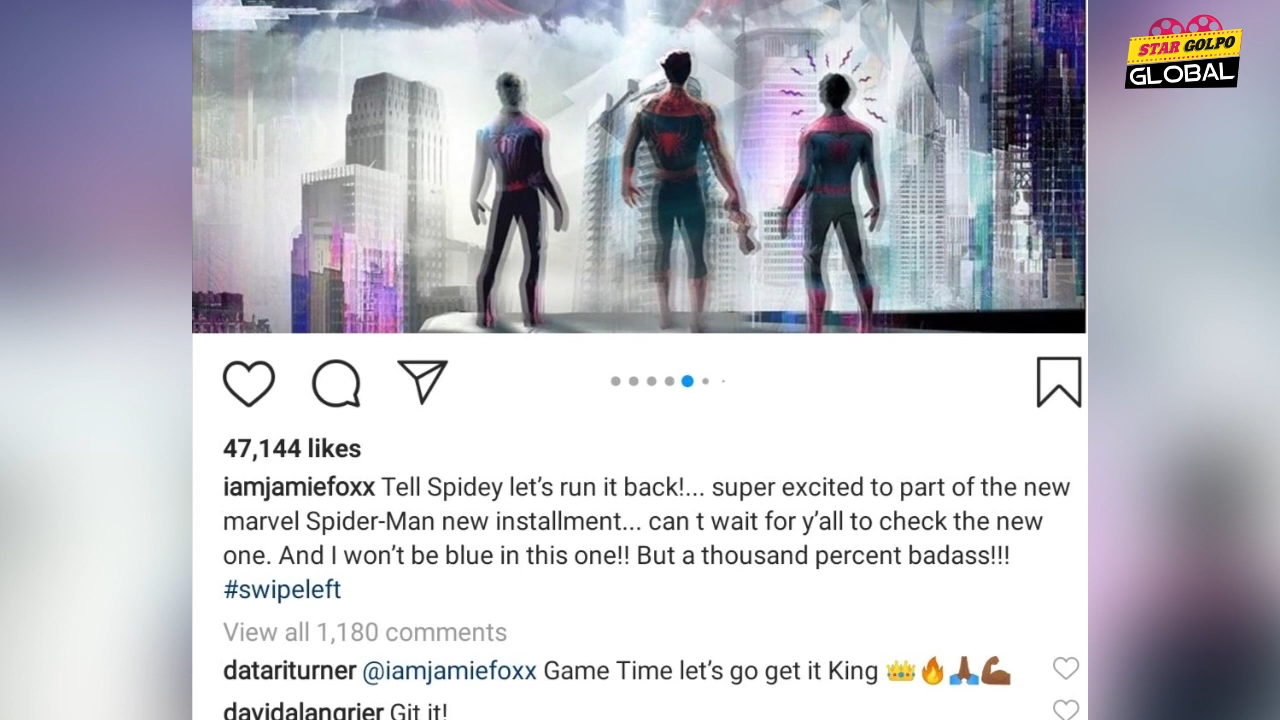 STAR GOLPO
GLOBAL
47,144 likes
iamjamiefoxx Tell Spidey let’s run it back!... super excited to part of the new
marvel Spider-Man new installment... can t wait for y’all to check the new
one. And I won’t be blue in this one!! But a thousand percent badass!!!
#swipeleft
View all 1,180 comments
datariturner @iamjamiefoxx Game Time let’s go get it King 👑🔥🙏🏾💪🏾
davidalangrier Git it!